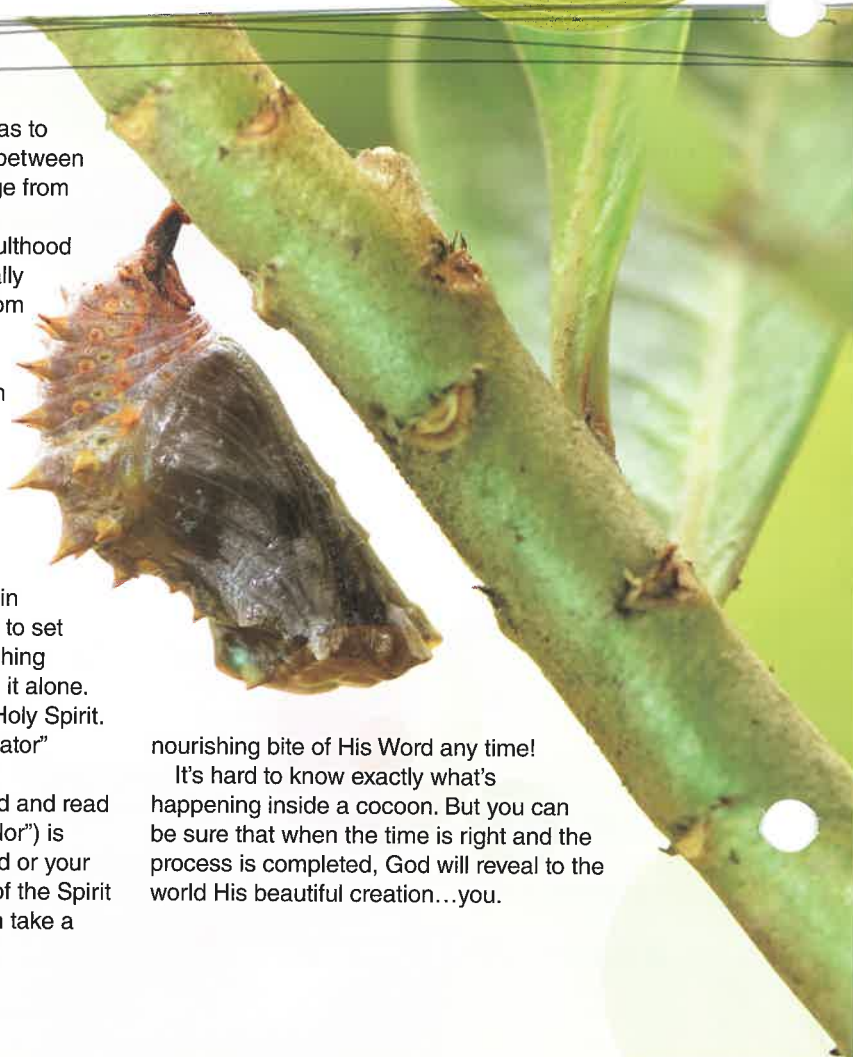 as to
between
ge from
ulthood
lly
om
n
in
to set
hing
it alone.
Holy Spirit.
ator"
d and read
lor") is
d or your
of the Spirit
n take a
nourishing bite of His Word any time!
It's hard to know exactly what's
happening inside a cocoon. But you can
be sure that when the time is right and the
process is completed, God will reveal to the
world His beautiful creation…you.